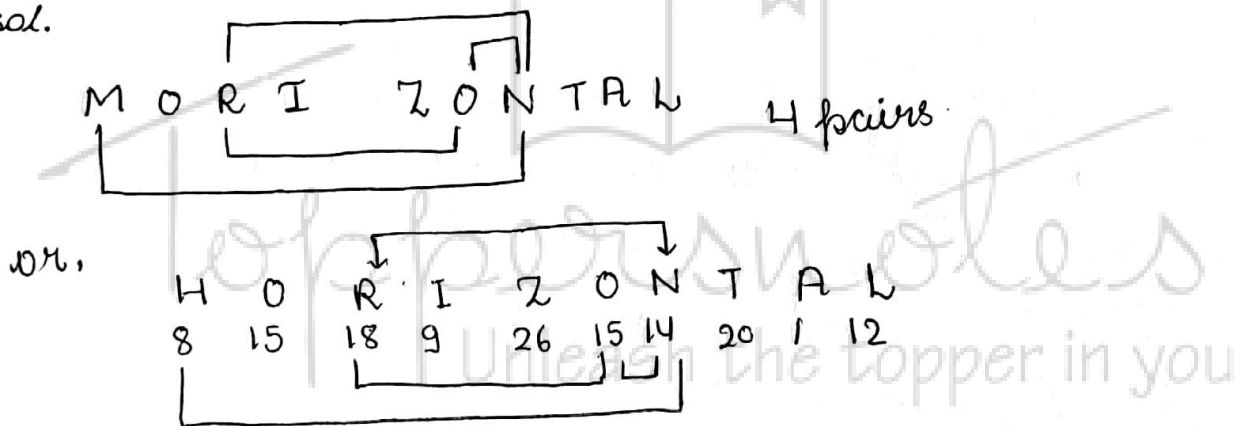 sol.
M O R I Z O N T A L 4 pairs.
or, H O R I Z O N T A L
8 15 18 9 26 15 14 20 1 12
Toppersnotes
Unleash the topper in you